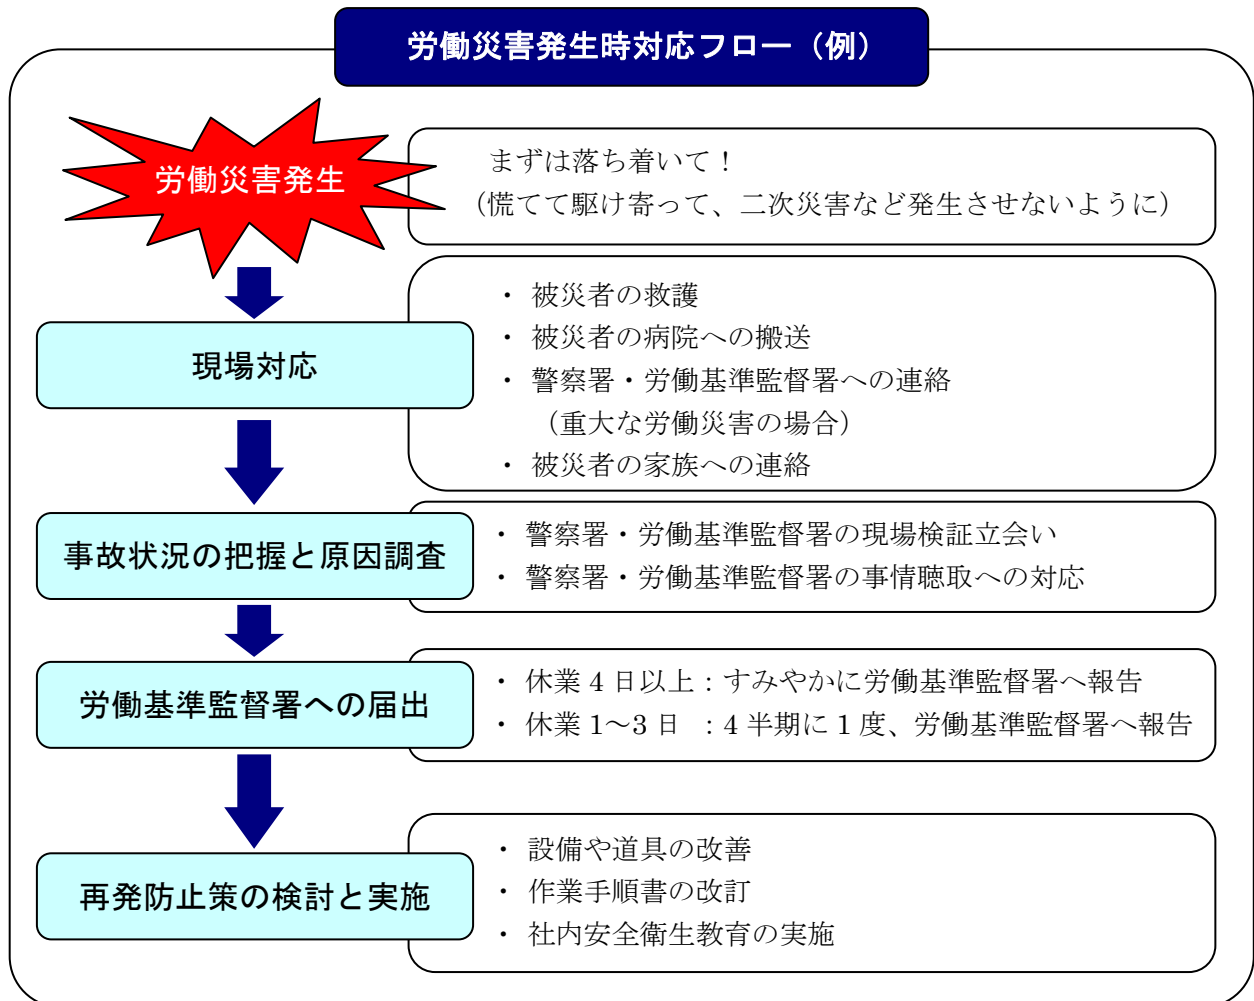 労働災害発生時対応フロー（例）
労働災害発生
まずは落ち着いて！
（慌てて駆け寄って、二次災害など発生させないように）
現場対応
・ 被災者の救護
・ 被災者の病院への搬送
・ 警察署・労働基準監督署への連絡
（重大な労働災害の場合）
・ 被災者の家族への連絡
事故状況の把握と原因調査
・ 警察署・労働基準監督署の現場検証立会い
・ 警察署・労働基準監督署の事情聴取への対応
労働基準監督署への届出
・ 休業 4 日以上：すみやかに労働基準監督署へ報告
・ 休業 1～3 日 ：4 半期に 1 度、労働基準監督署へ報告
再発防止策の検討と実施
・ 設備や道具の改善
・ 作業手順書の改訂
・ 社内安全衛生教育の実施